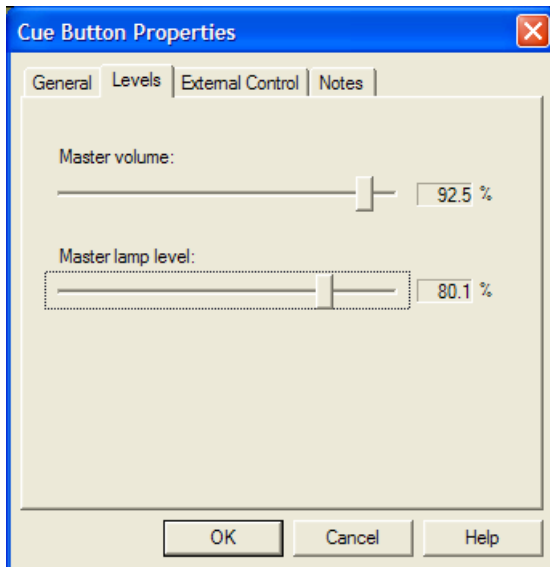 Cue Button Properties
General Levels External Control Notes
Master volume:
92.5 %
Master lamp level:
80.1 %
OK Cancel Help